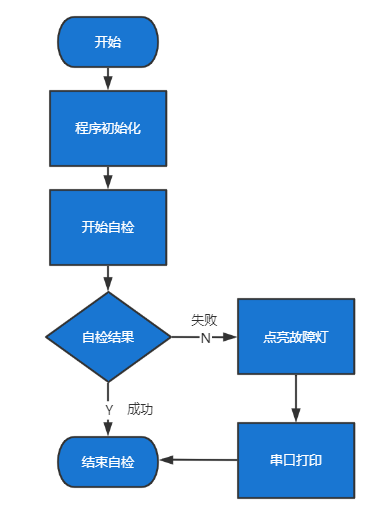 开始
程序初始化
开始自检
自检结果
失败
N
点亮故障灯
Y 成功
结束自检
串口打印